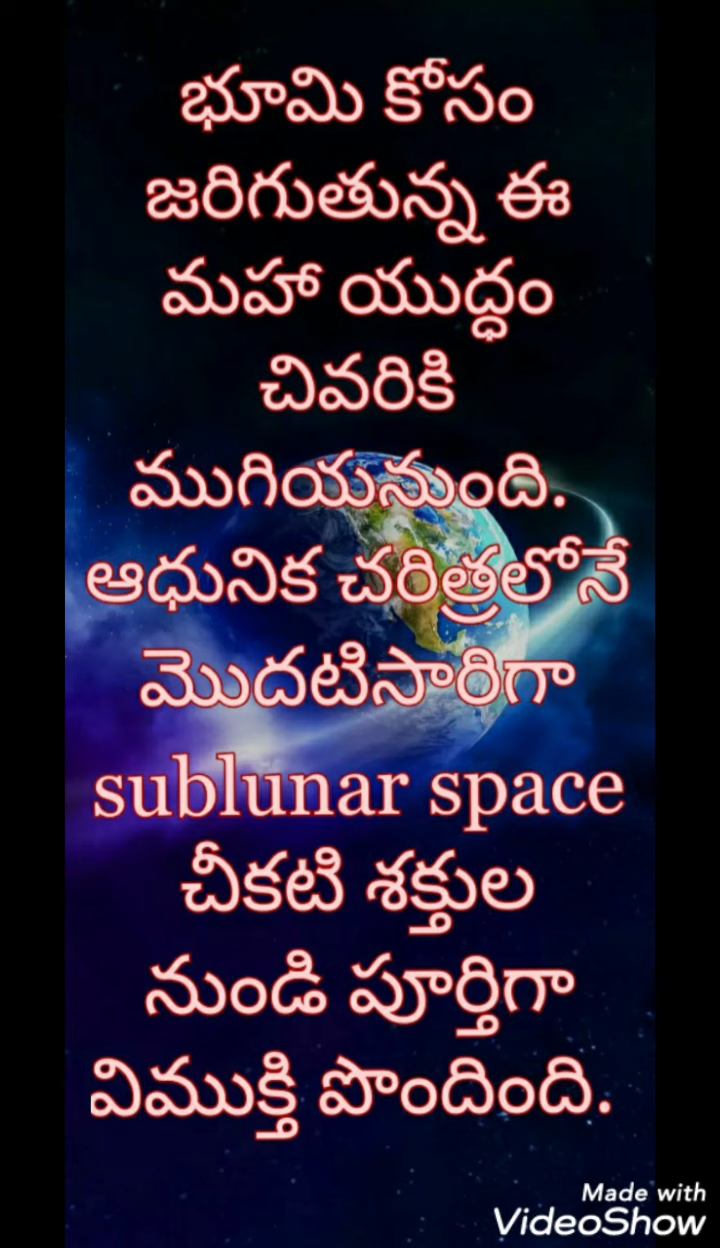 భూమి కోసం
జరిగుతున్న ఈ
మహా యుద్ధం
చివరికి
ముగియనుంది.
ఆధునిక చరిత్రలోనే
మొదటిసారిగా
sublunar space
చీకటి శక్తుల
నుండి పూర్తిగా
విముక్తి పొందింది.
Made with
VideoShow